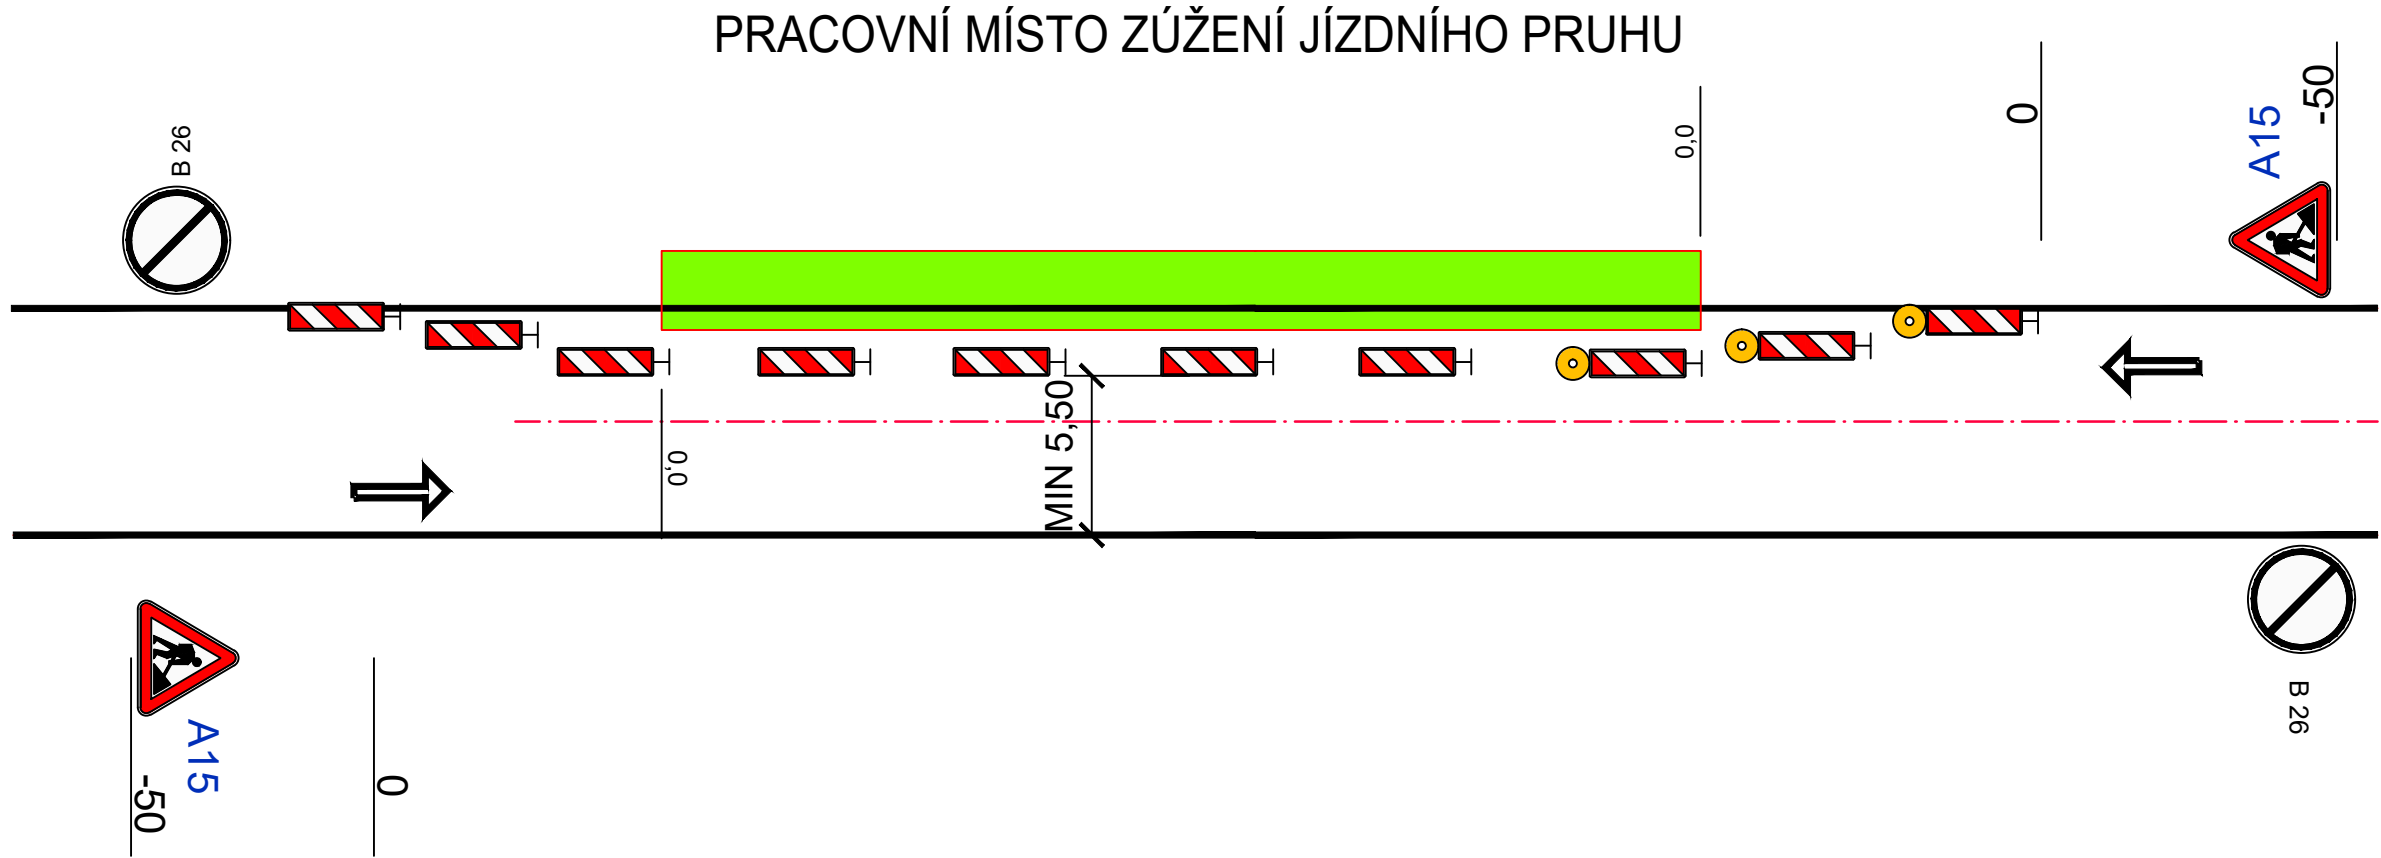 PRACOVNÍ MÍSTO ZÚŽENÍ JÍZDNÍHO PRUHU
B 26
0,0
0
A15
-50
0,0
MIN 5,50
A15
-50
0
B 26